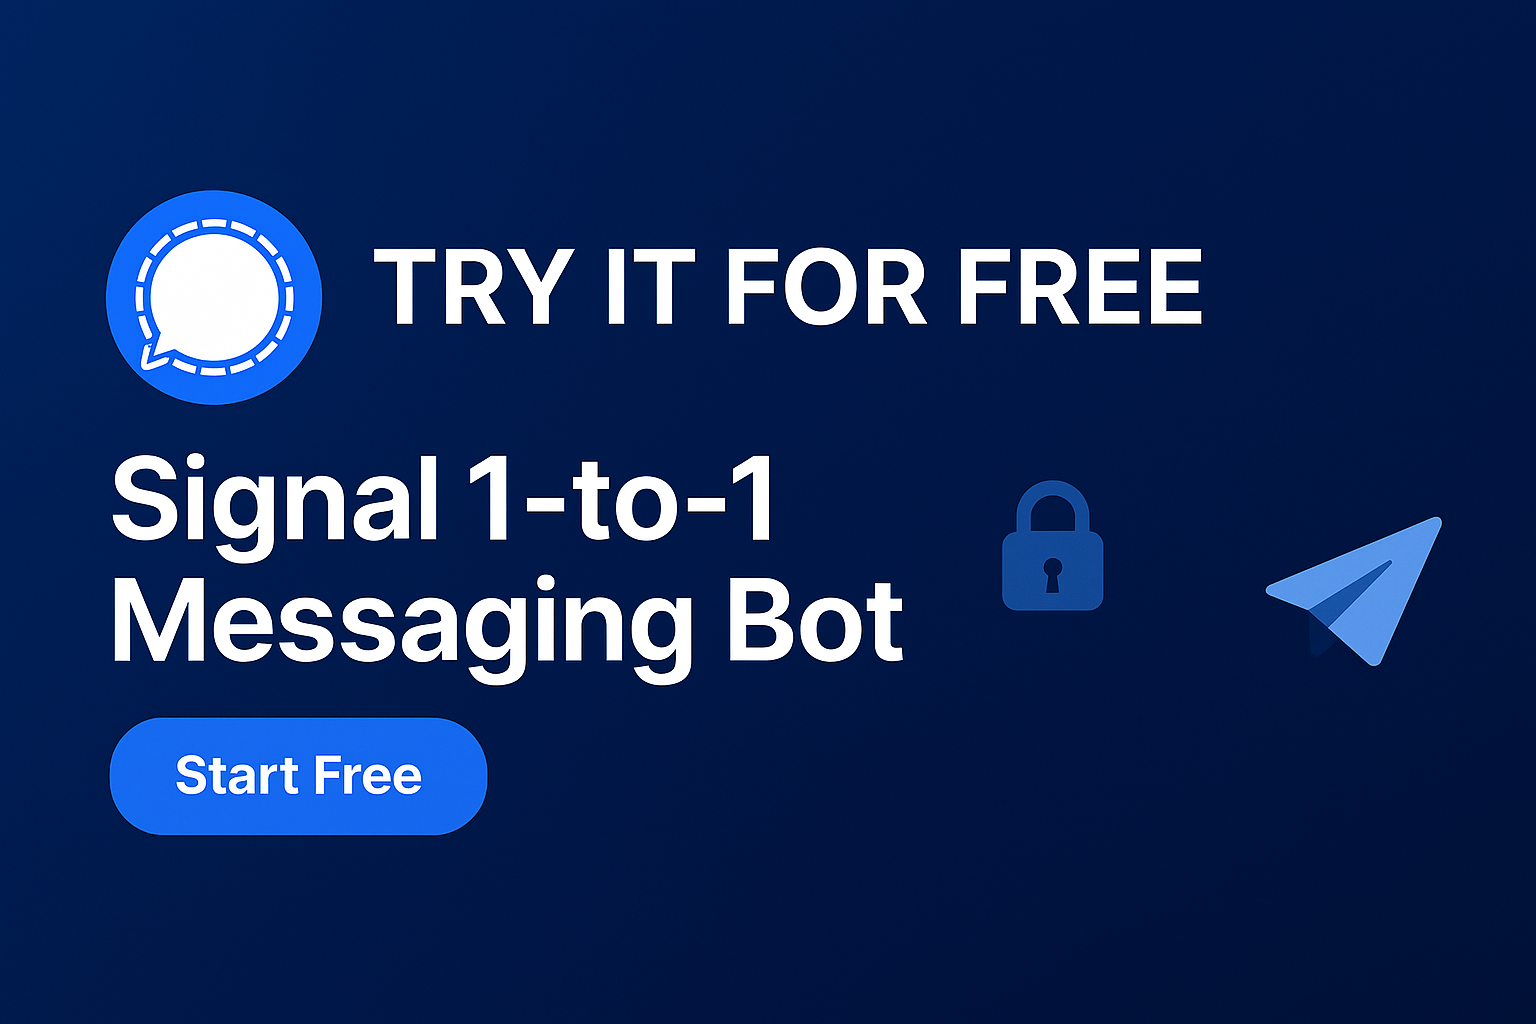 TRY IT FOR FREE
Signal 1-to-1
Messaging Bot
Start Free